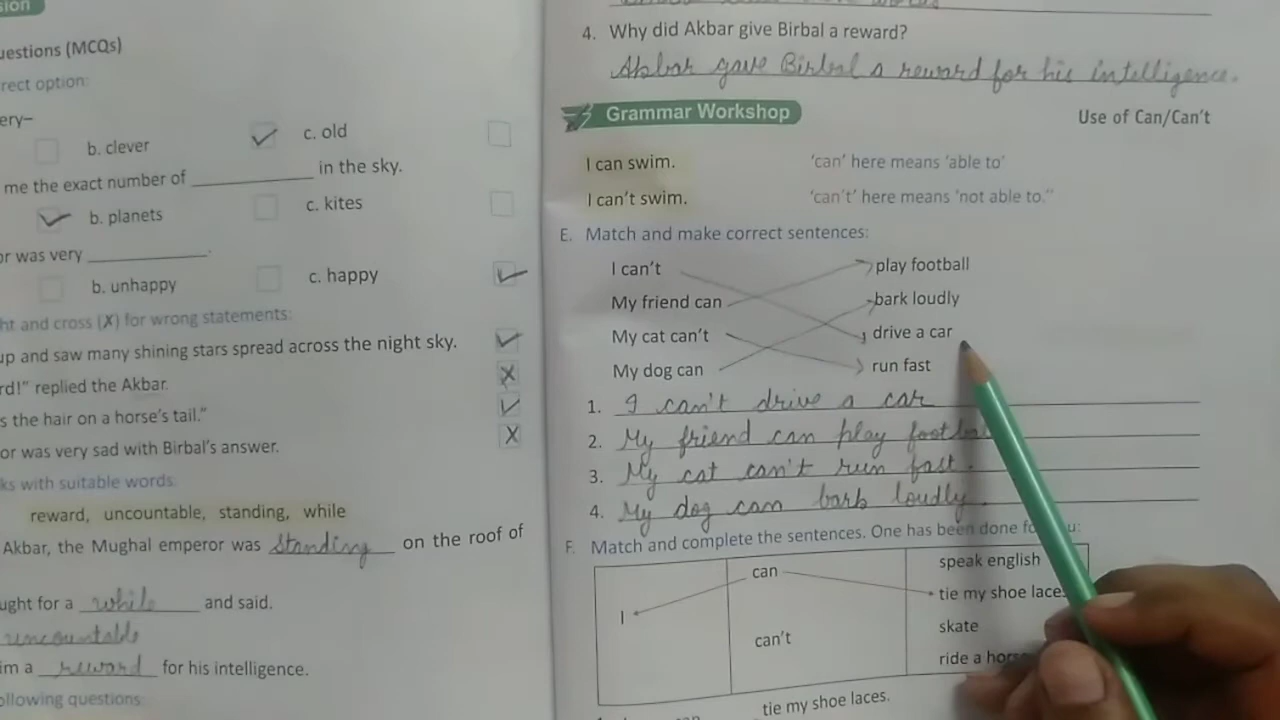 sion
uestions (MCQs)
rect option:
ery–
b. clever
c. old
me the exact number of ____________ in the sky.
b. planets
c. kites
or was very ____________.
b. unhappy
c. happy
ht and cross (X) for wrong statements:
up and saw many shining stars spread across the night sky.
rd!" replied the Akbar.
s the hair on a horse's tail."
or was very sad with Birbal's answer.
ks with suitable words.
reward, uncountable, standing, while
Akbar, the Mughal emperor was standing on the roof of
ught for a while and said.
uncountable
im a reward for his intelligence.
ollowing questions:
4. Why did Akbar give Birbal a reward?
Akbar gave Birbal a reward for his intelligence.
Grammar Workshop
Use of Can/Can't
I can swim. 'can' here means 'able to'
I can't swim. 'can't' here means 'not able to."
E. Match and make correct sentences:
I can't play football
My friend can bark loudly
My cat can't drive a car
My dog can run fast
1. I can't drive a car
2. My friend can play football
3. My cat can't run fast.
4. My dog can bark loudly.
F. Match and complete the sentences. One has been done fo u:
I
can
can't
speak english
tie my shoe laces
skate
ride a hors
tie my shoe laces.